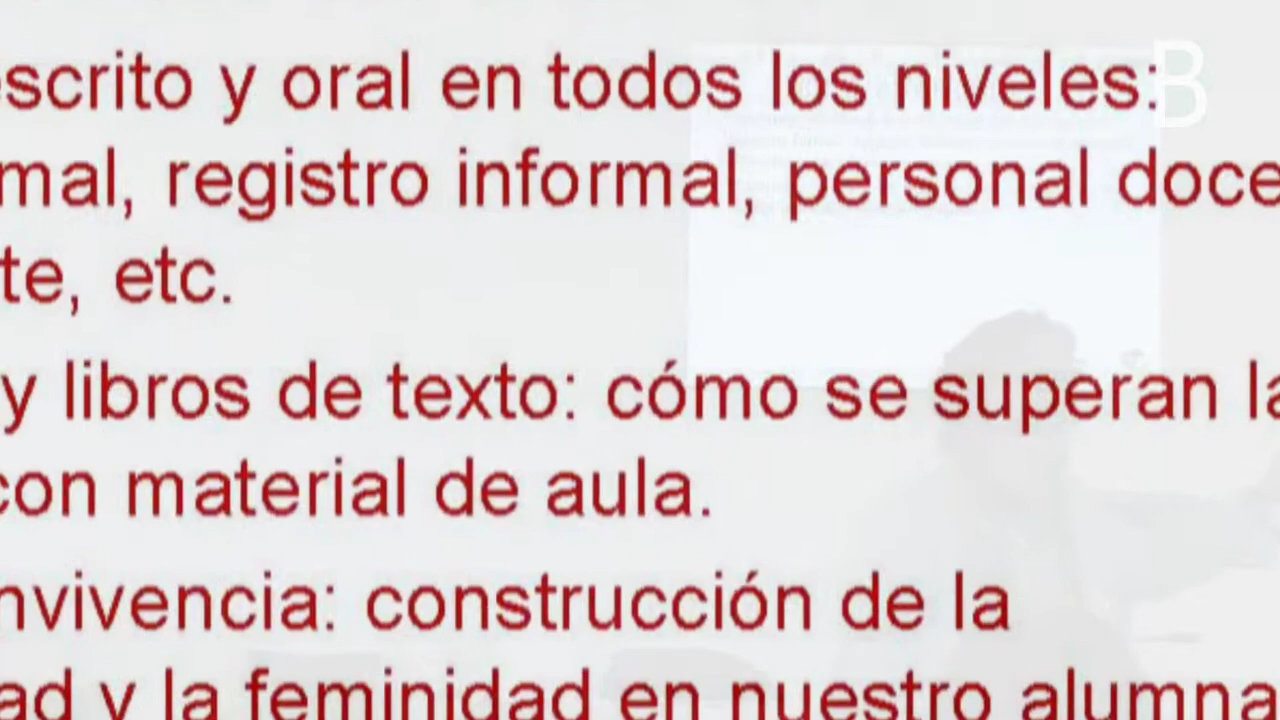 escrito y oral en todos los niveles:
mal, registro informal, personal doce
te, etc.
y libros de texto: cómo se superan la
con material de aula.
nvivencia: construcción de la
ad y la feminidad en nuestro alumna
B